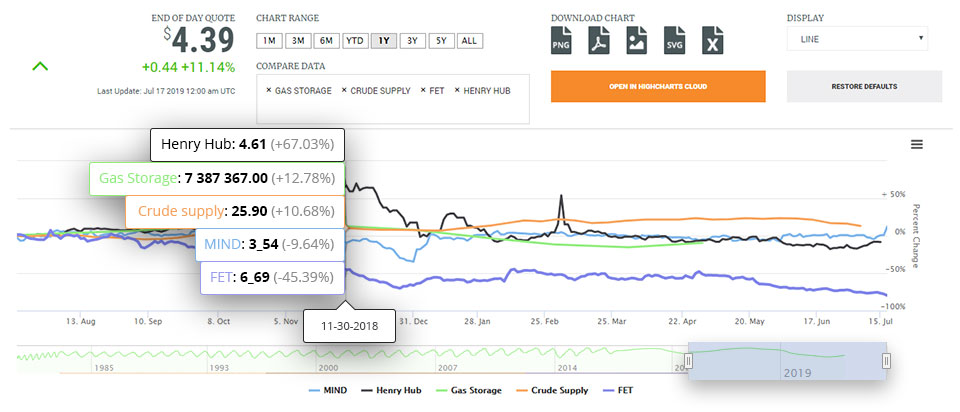 END OF DAY QUOTE
$4.39
+0.44 +11.14%
Last Update: Jul 17 2019 12:00 am UTC
CHART RANGE
1M 3M 6M YTD 1Y 3Y 5Y ALL
COMPARE DATA
× GAS STORAGE × CRUDE SUPPLY × FET × HENRY HUB
DOWNLOAD CHART
PNG SVG X
OPEN IN HIGHCHARTS CLOUD
DISPLAY
LINE
RESTORE DEFAULTS
Henry Hub: 4.61 (+67.03%)
Gas Storage: 7 387 367.00 (+12.78%)
Crude supply: 25.90 (+10.68%)
MIND: 3_54 (-9.64%)
FET: 6_69 (-45.39%)
11-30-2018
+ 50%
0%
−50%
−100%
Percent Change
13. Aug 10. Sep 8. Oct 5. Nov 31. Dec 28. Jan 25. Feb 25. Mar 22. Apr 20. May 17. Jun 15. Jul
1985 1993 2000 2007 2014 2019
MIND Henry Hub Gas Storage Crude Supply FET